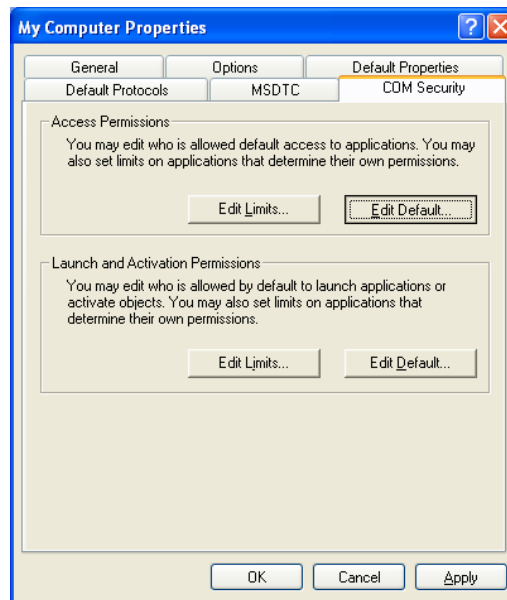 My Computer Properties
General Options Default Properties
Default Protocols MSDTC COM Security
Access Permissions
You may edit who is allowed default access to applications. You may
also set limits on applications that determine their own permissions.
Edit Limits... Edit Default...
Launch and Activation Permissions
You may edit who is allowed by default to launch applications or
activate objects. You may also set limits on applications that
determine their own permissions.
Edit Limits... Edit Default...
OK Cancel Apply